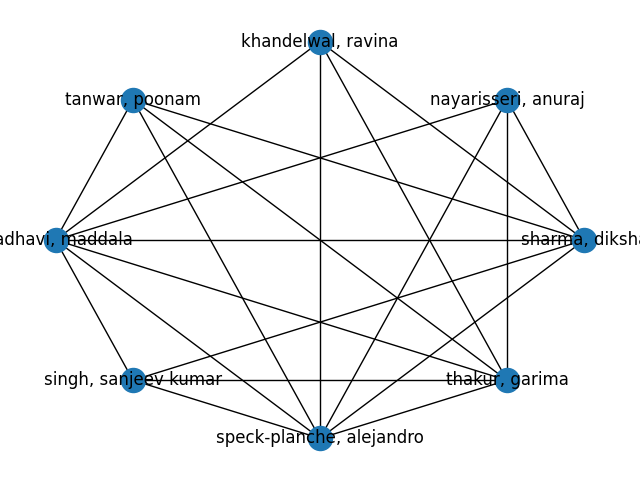 khandelwal, ravina
tanwar, poonam
nayarisseri, anuraj
adhavi, maddala
sharma, diksha
singh, sanjeev kumar
thakur, garima
speck-planche, alejandro